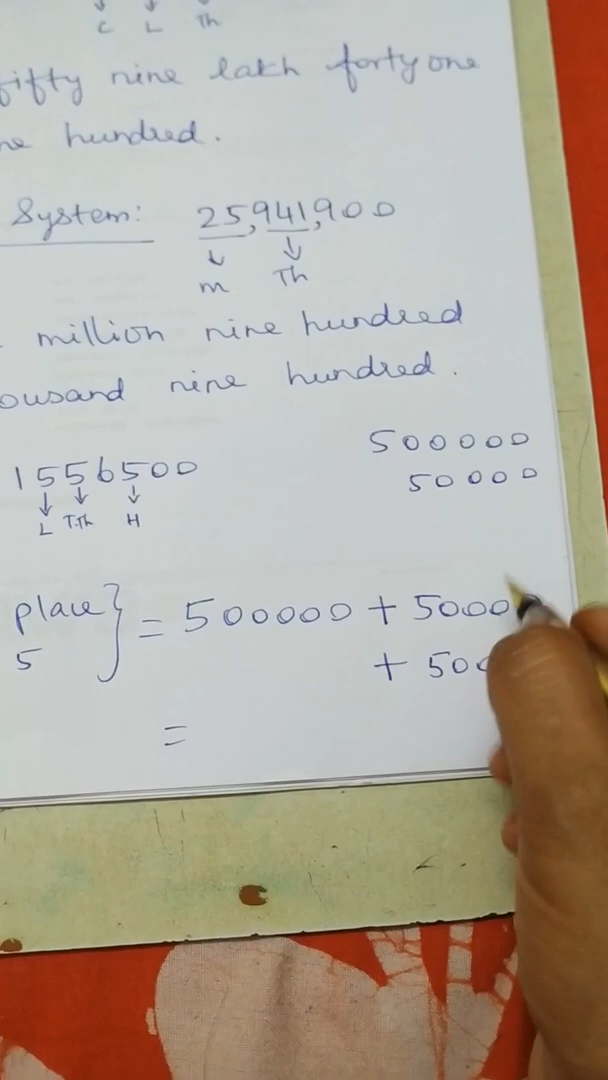 C L Th
fifty nine lakh forty one
hundred.
System: 25,941,900
↓ ↓
m Th
million nine hundred
nine hundred.
1556500
↓ ↓ ↓
L T.Th H
500000
50000
place } = 500000 + 5000
5 + 50
=